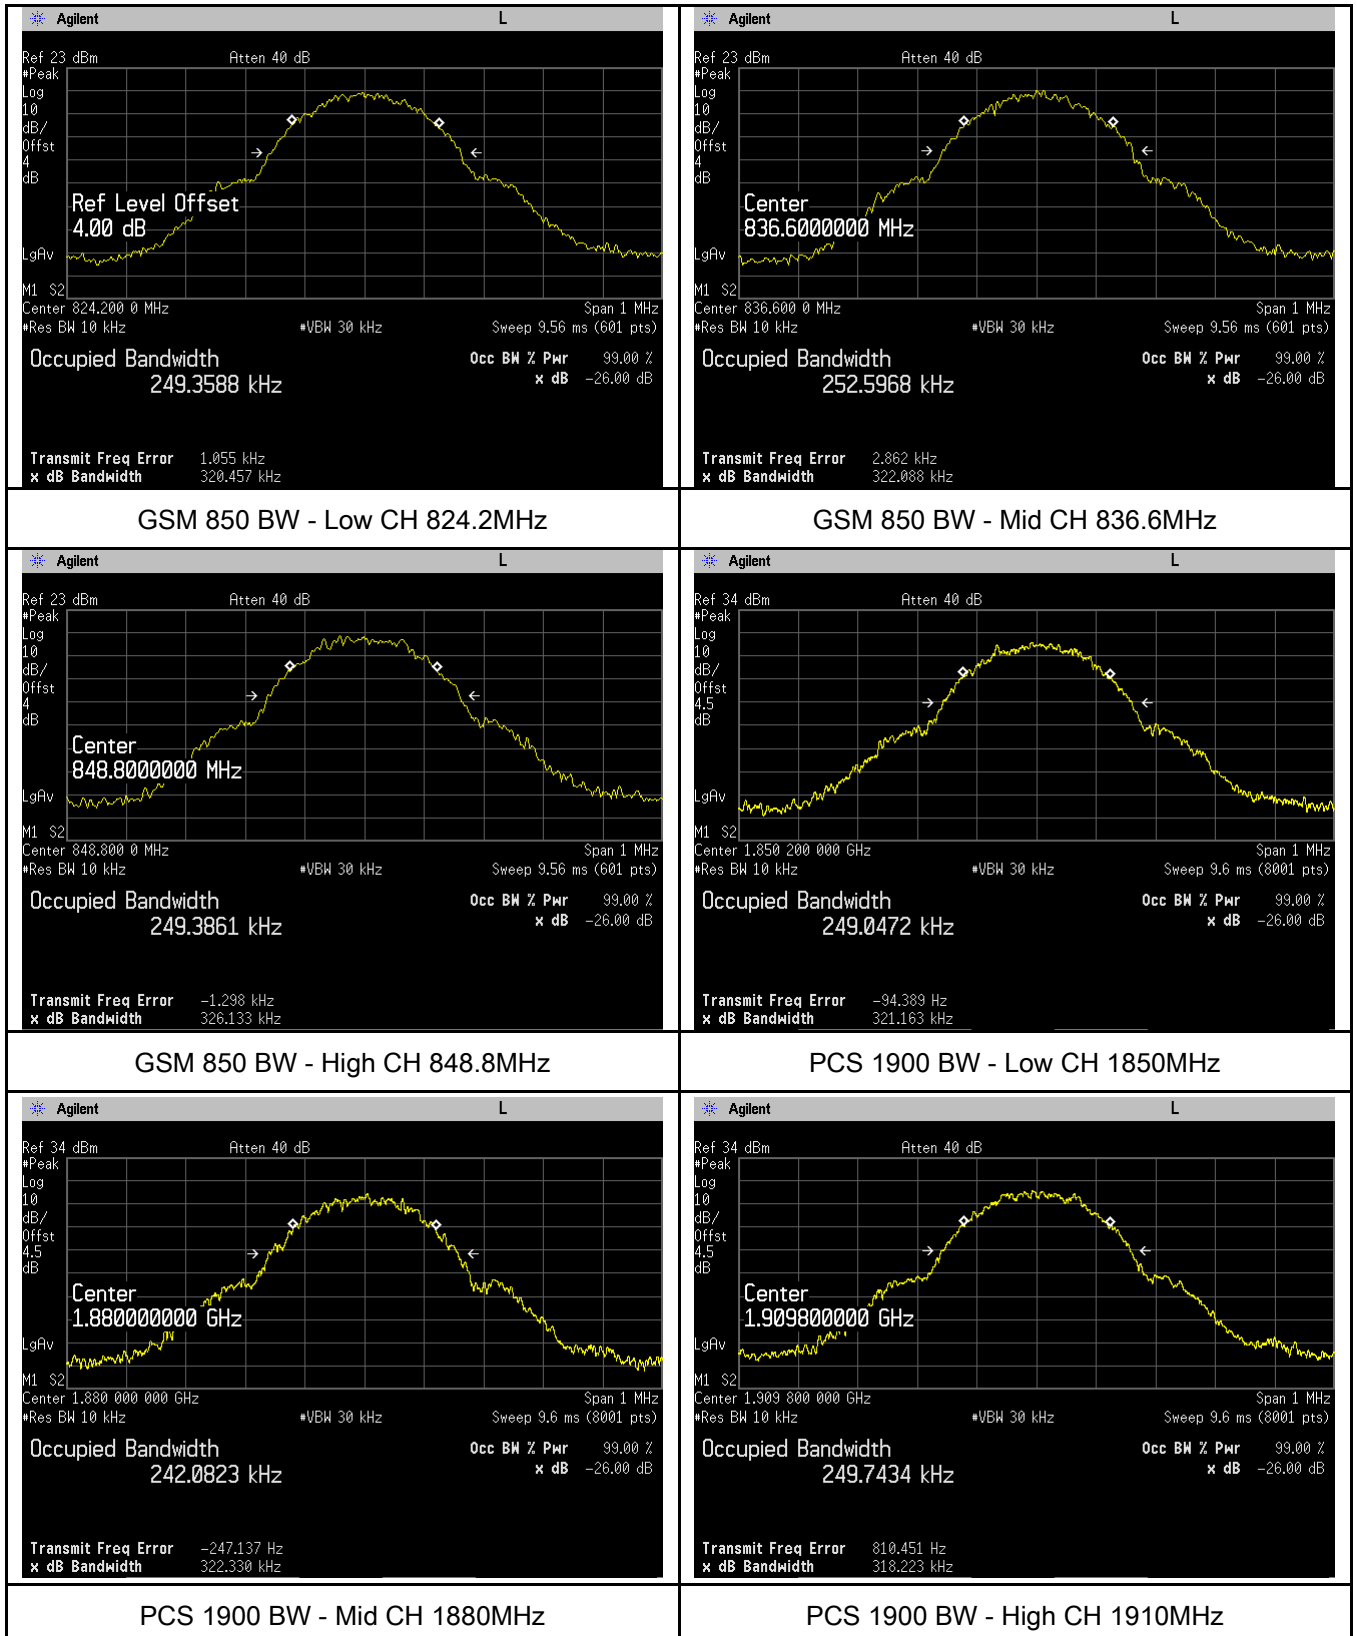 Agilent L
Ref 23 dBm Atten 40 dB
#Peak
Log
10
dB/
Offst
4
dB
Ref Level Offset
4.00 dB
LgAv
M1 S2
Center 824.200 0 MHz Span 1 MHz
#Res BW 10 kHz #VBW 30 kHz Sweep 9.56 ms (601 pts)
Occupied Bandwidth Occ BW % Pwr 99.00 %
249.3588 kHz x dB -26.00 dB
Transmit Freq Error 1.055 kHz
x dB Bandwidth 320.457 kHz
GSM 850 BW - Low CH 824.2MHz
Agilent L
Ref 23 dBm Atten 40 dB
#Peak
Log
10
dB/
Offst
4
dB
Center
836.6000000 MHz
LgAv
M1 S2
Center 836.600 0 MHz Span 1 MHz
#Res BW 10 kHz #VBW 30 kHz Sweep 9.56 ms (601 pts)
Occupied Bandwidth Occ BW % Pwr 99.00 %
252.5968 kHz x dB -26.00 dB
Transmit Freq Error 2.862 kHz
x dB Bandwidth 322.088 kHz
GSM 850 BW - Mid CH 836.6MHz
Agilent L
Ref 23 dBm Atten 40 dB
#Peak
Log
10
dB/
Offst
4
dB
Center
848.8000000 MHz
LgAv
M1 S2
Center 848.800 0 MHz Span 1 MHz
#Res BW 10 kHz #VBW 30 kHz Sweep 9.56 ms (601 pts)
Occupied Bandwidth Occ BW % Pwr 99.00 %
249.3861 kHz x dB -26.00 dB
Transmit Freq Error -1.298 kHz
x dB Bandwidth 326.133 kHz
GSM 850 BW - High CH 848.8MHz
Agilent L
Ref 34 dBm Atten 40 dB
#Peak
Log
10
dB/
Offst
4.5
dB
LgAv
M1 S2
Center 1.850 200 000 GHz Span 1 MHz
#Res BW 10 kHz #VBW 30 kHz Sweep 9.6 ms (8001 pts)
Occupied Bandwidth Occ BW % Pwr 99.00 %
249.0472 kHz x dB -26.00 dB
Transmit Freq Error -94.389 Hz
x dB Bandwidth 321.163 kHz
PCS 1900 BW - Low CH 1850MHz
Agilent L
Ref 34 dBm Atten 40 dB
#Peak
Log
10
dB/
Offst
4.5
dB
Center
1.880000000 GHz
LgAv
M1 S2
Center 1.880 000 000 GHz Span 1 MHz
#Res BW 10 kHz #VBW 30 kHz Sweep 9.6 ms (8001 pts)
Occupied Bandwidth Occ BW % Pwr 99.00 %
242.0823 kHz x dB -26.00 dB
Transmit Freq Error -247.137 Hz
x dB Bandwidth 322.330 kHz
PCS 1900 BW - Mid CH 1880MHz
Agilent L
Ref 34 dBm Atten 40 dB
#Peak
Log
10
dB/
Offst
4.5
dB
Center
1.909800000 GHz
LgAv
M1 S2
Center 1.909 800 000 GHz Span 1 MHz
#Res BW 10 kHz #VBW 30 kHz Sweep 9.6 ms (8001 pts)
Occupied Bandwidth Occ BW % Pwr 99.00 %
249.7434 kHz x dB -26.00 dB
Transmit Freq Error 810.451 Hz
x dB Bandwidth 318.223 kHz
PCS 1900 BW - High CH 1910MHz